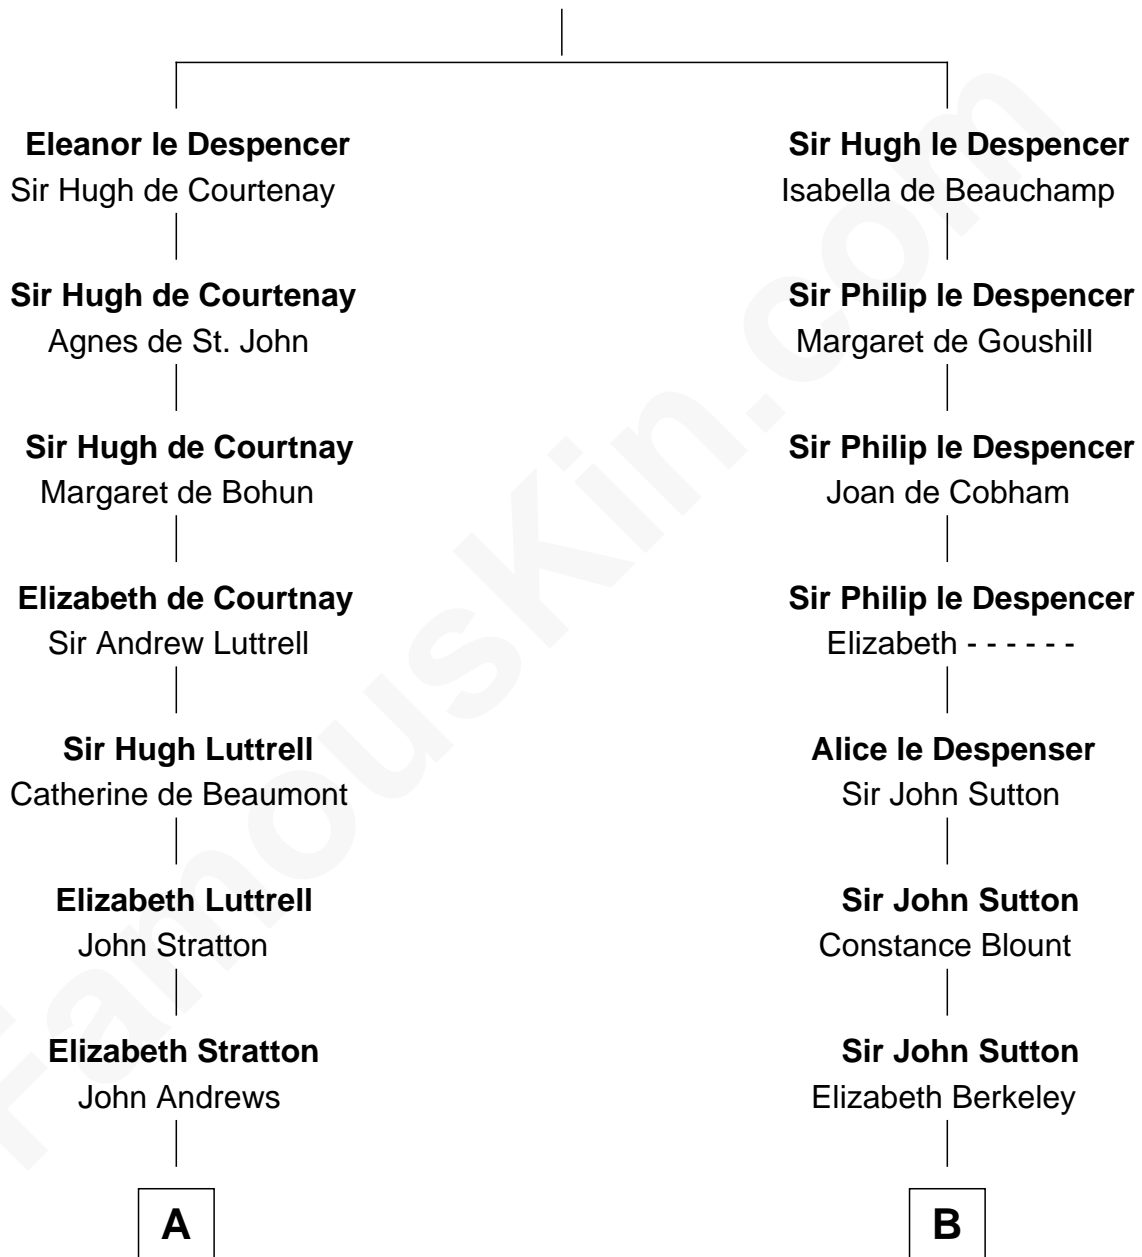 Eleanor le Despencer
Sir Hugh de Courtenay
Sir Hugh de Courtenay
Agnes de St. John
Sir Hugh de Courtnay
Margaret de Bohun
Elizabeth de Courtnay
Sir Andrew Luttrell
Sir Hugh Luttrell
Catherine de Beaumont
Elizabeth Luttrell
John Stratton
Elizabeth Stratton
John Andrews
A
Sir Hugh le Despencer
Isabella de Beauchamp
Sir Philip le Despencer
Margaret de Goushill
Sir Philip le Despencer
Joan de Cobham
Sir Philip le Despencer
Elizabeth - - - - - -
Alice le Despenser
Sir John Sutton
Sir John Sutton
Constance Blount
Sir John Sutton
Elizabeth Berkeley
B
FamousKin.com